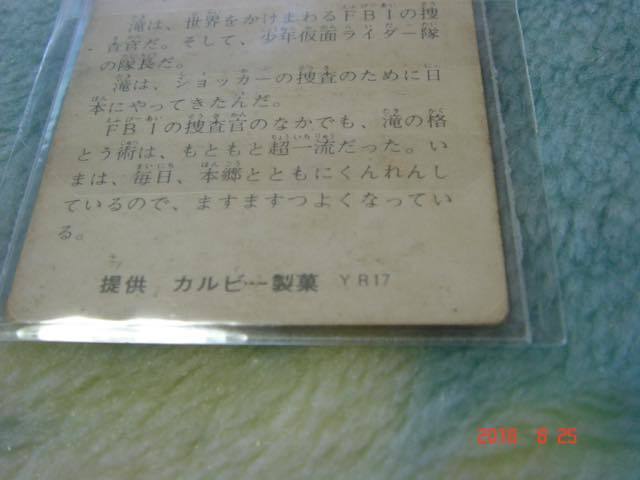 滝は、世界をかけまわるFBIの捜
査官だ。そして、少年仮面ライダー隊
の隊長だ。
滝は、ショッカーの捜査のために日
本にやってきたんだ。
FBIの捜査官のなかでも、滝の格
とう術は、もともと超一流だった。い
まは、毎日、本郷とともにくんれんし
ているので、ますますつよくなってい
る。
提供 カルビー製菓 YR17
2010 8 25